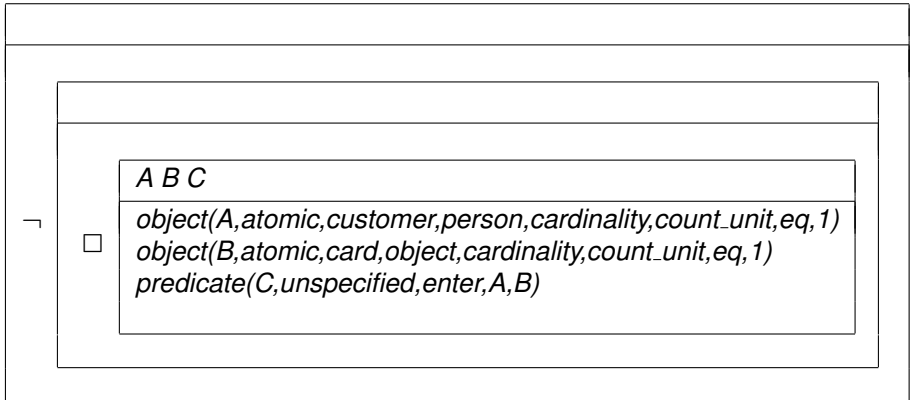 A B C
object(A,atomic,customer,person,cardinality,count_unit,eq,1)
¬
□
object(B,atomic,card,object,cardinality,count_unit,eq,1)
predicate(C,unspecified,enter,A,B)